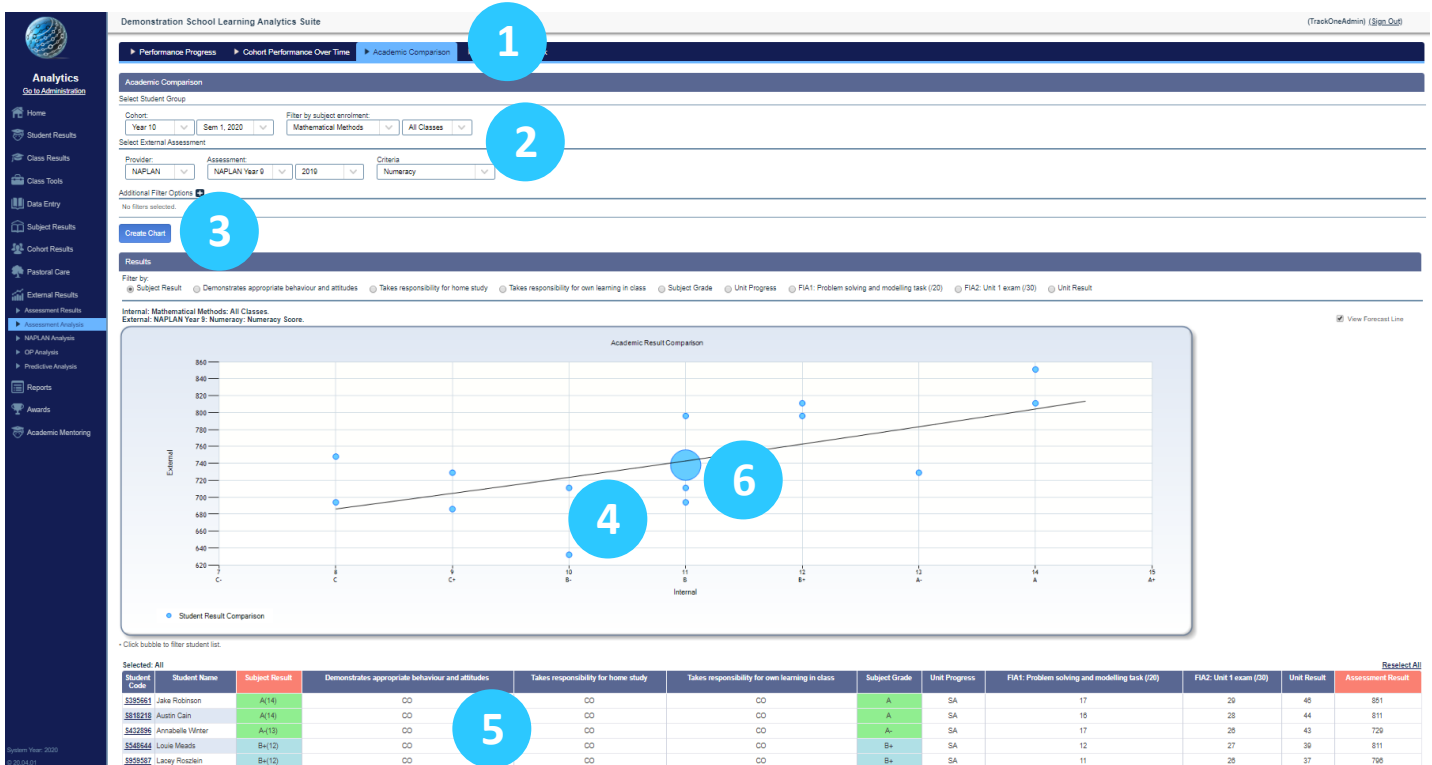 Demonstration School Learning Analytics Suite
(TrackOneAdmin) (Sign Out)
Analytics
Go to Administration
Home
Student Results
Class Results
Class Tools
Data Entry
Subject Results
Cohort Results
Pastoral Care
External Results
Assessment Results
Assessment Analysis
NAPLAN Analysis
OP Analysis
Predictive Analysis
Reports
Awards
Academic Mentoring
System Year: 2020
© 20.04.01
Performance Progress Cohort Performance Over Time Academic Comparison
1
Academic Comparison
Select Student Group
Cohort: Filter by subject enrolment:
Year 10 Sem 1, 2020 Mathematical Methods All Classes
2
Select External Assessment
Provider: Assessment: Criteria
NAPLAN NAPLAN Year 9 2019 Numeracy
Additional Filter Options
No filters selected.
Create Chart
3
Results
Filter by:
Subject Result Demonstrates appropriate behaviour and attitudes Takes responsibility for home study Takes responsibility for own learning in class Subject Grade Unit Progress FIA1: Problem solving and modelling task (/20) FIA2: Unit 1 exam (/30) Unit Result
Internal: Mathematical Methods: All Classes.
External: NAPLAN Year 9: Numeracy: Numeracy Score.
View Forecast Line
Academic Result Comparison
860
840
820
800
780
760
740
720
700
680
660
640
620
External
6
4
7 8 9 10 11 12 13 14 15
C- C C+ B- B B+ A- A A+
Internal
Student Result Comparison
- Click bubble to filter student list.
Selected: All
Reselect All
Student Code Student Name Subject Result Demonstrates appropriate behaviour and attitudes Takes responsibility for home study Takes responsibility for own learning in class Subject Grade Unit Progress FIA1: Problem solving and modelling task (/20) FIA2: Unit 1 exam (/30) Unit Result Assessment Result
S395661 Jake Robinson A(14) CO CO CO A SA 17 29 46 851
S818218 Austin Cain A(14) CO CO CO A SA 16 28 44 811
S432896 Annabelle Winter A-(13) CO CO CO A- SA 17 26 43 729
5
S548644 Louie Meads B+(12) CO CO CO B+ SA 12 27 39 811
S959587 Lacey Roszlein B+(12) CO CO CO B+ SA 11 26 37 796